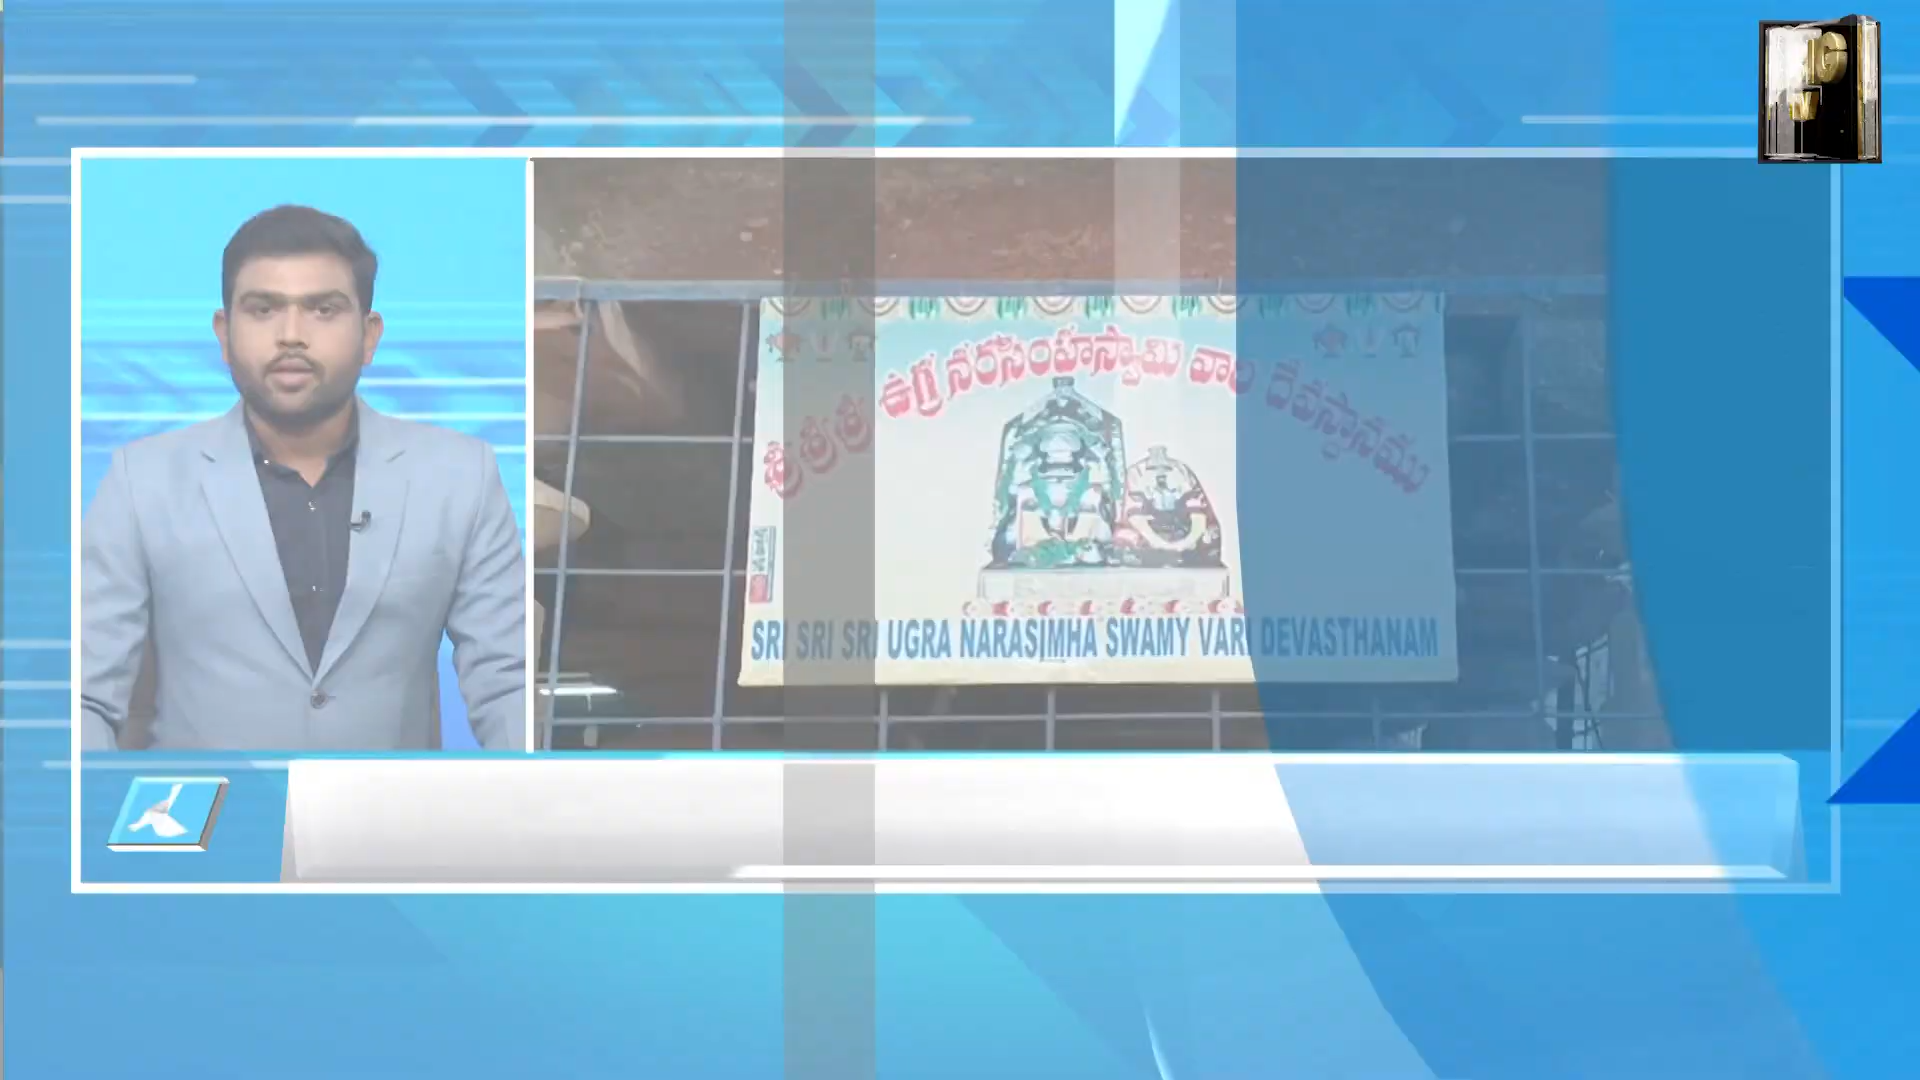 శ్రీ శ్రీ శ్రీ ఉగ్ర నరసింహస్వామి వారి దేవస్థానము
SRI SRI SRI UGRA NARASIMHA SWAMY VARI DEVASTHANAM